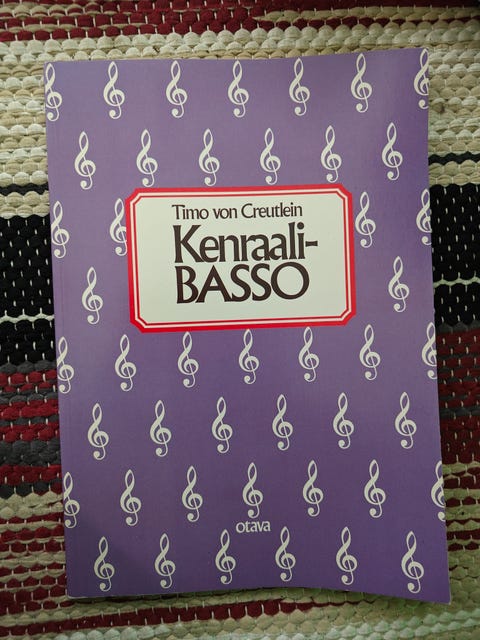 Timo von Creutlein
Kenraali-
BASSO
otava